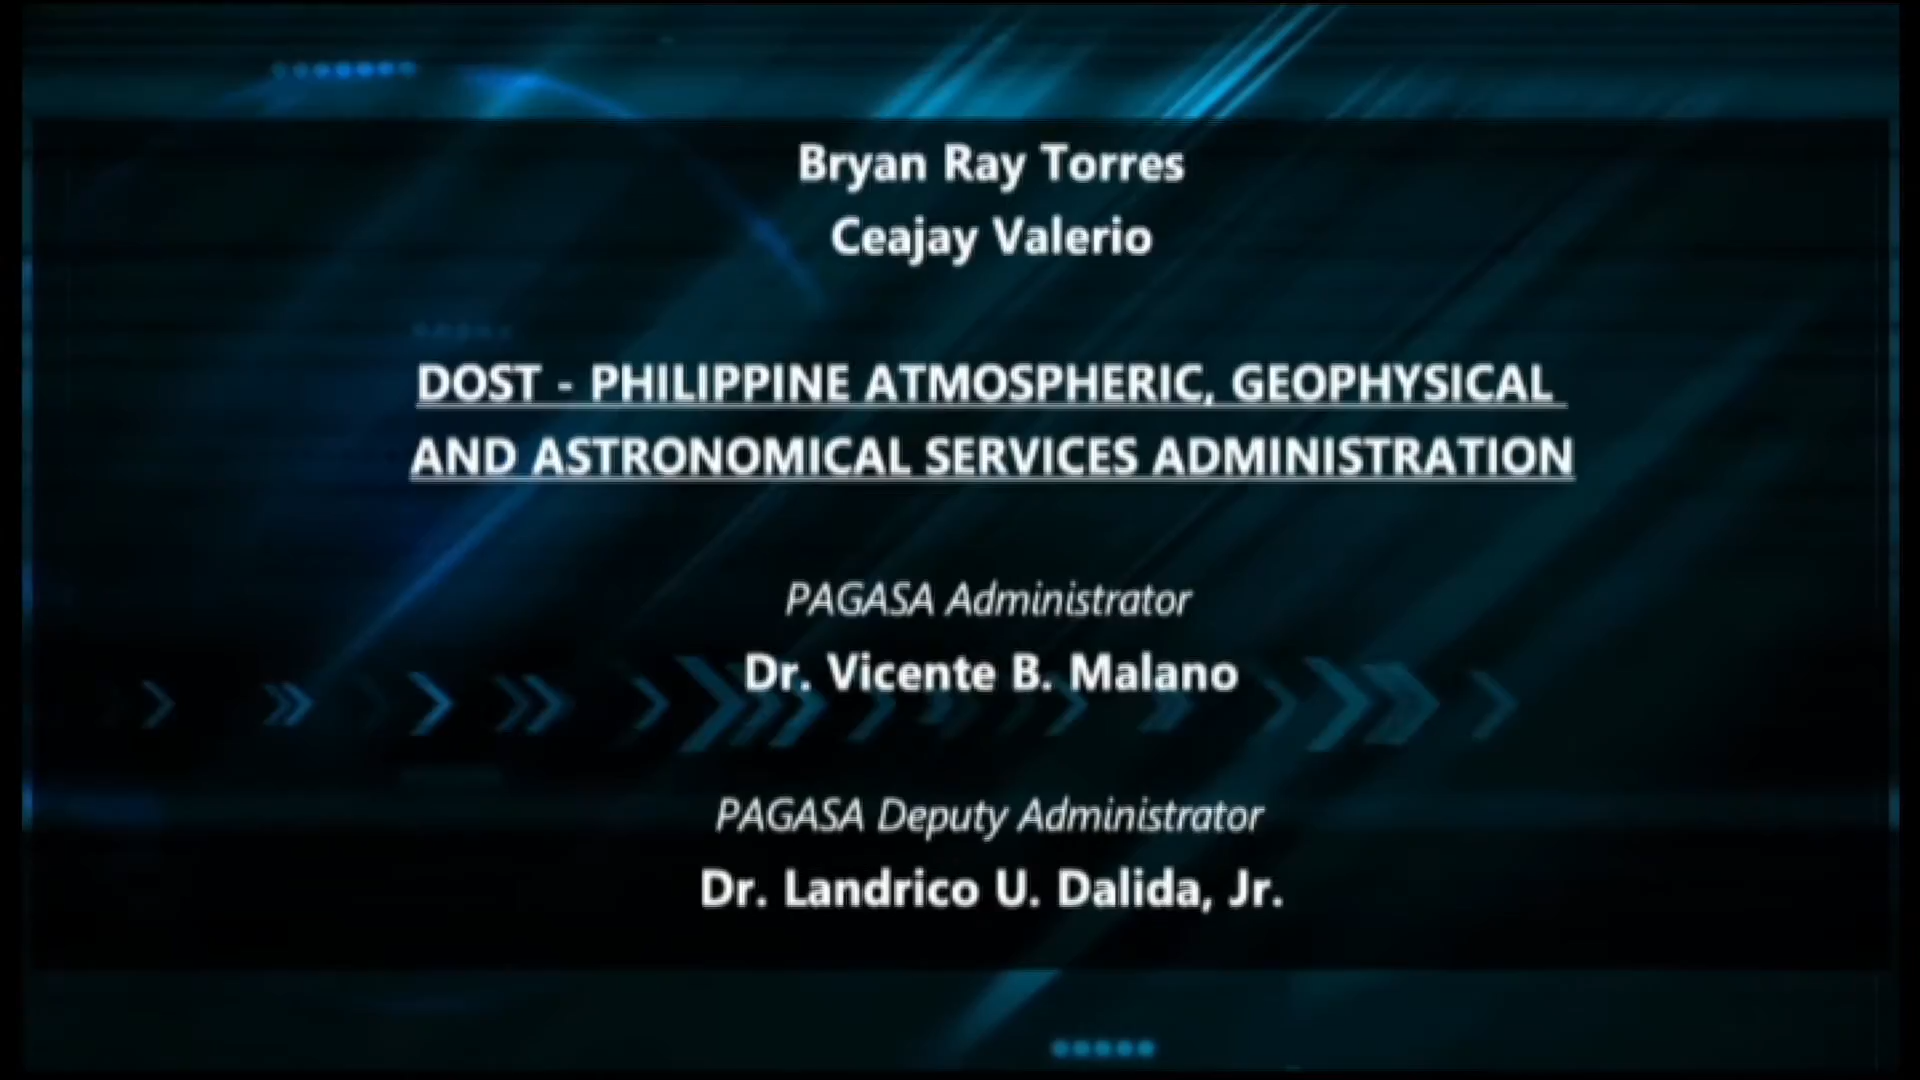 Bryan Ray Torres
Ceajay Valerio
DOST - PHILIPPINE ATMOSPHERIC, GEOPHYSICAL
AND ASTRONOMICAL SERVICES ADMINISTRATION
PAGASA Administrator
Dr. Vicente B. Malano
PAGASA Deputy Administrator
Dr. Landrico U. Dalida, Jr.